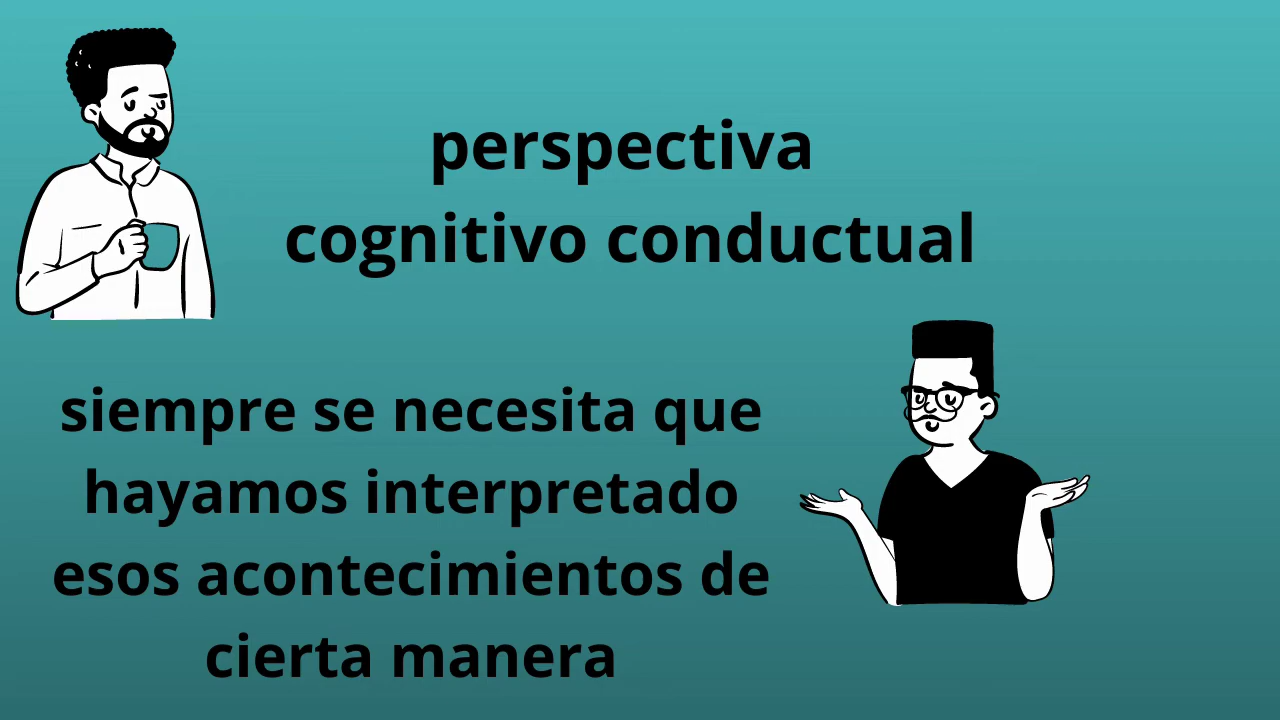 perspectiva
cognitivo conductual
siempre se necesita que
hayamos interpretado
esos acontecimientos de
cierta manera